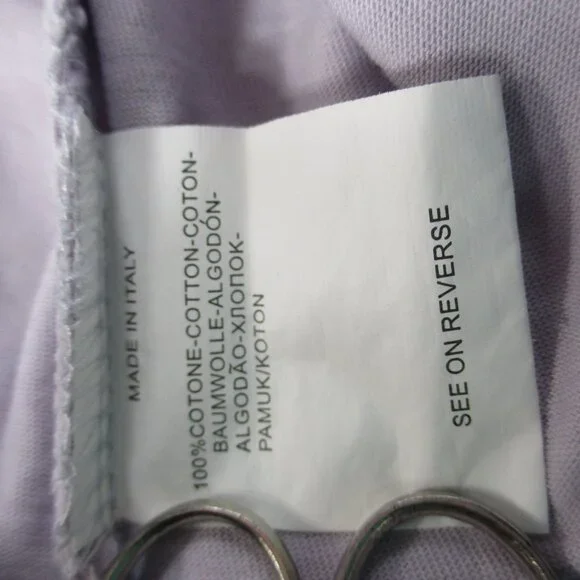 MADE IN ITALY
100%COTONE-COTTON-COTON-
BAUMWOLLE-ALGODÓN-
ALGODÃO-ХЛОПОК-
PAMUK/KOTON
SEE ON REVERSE